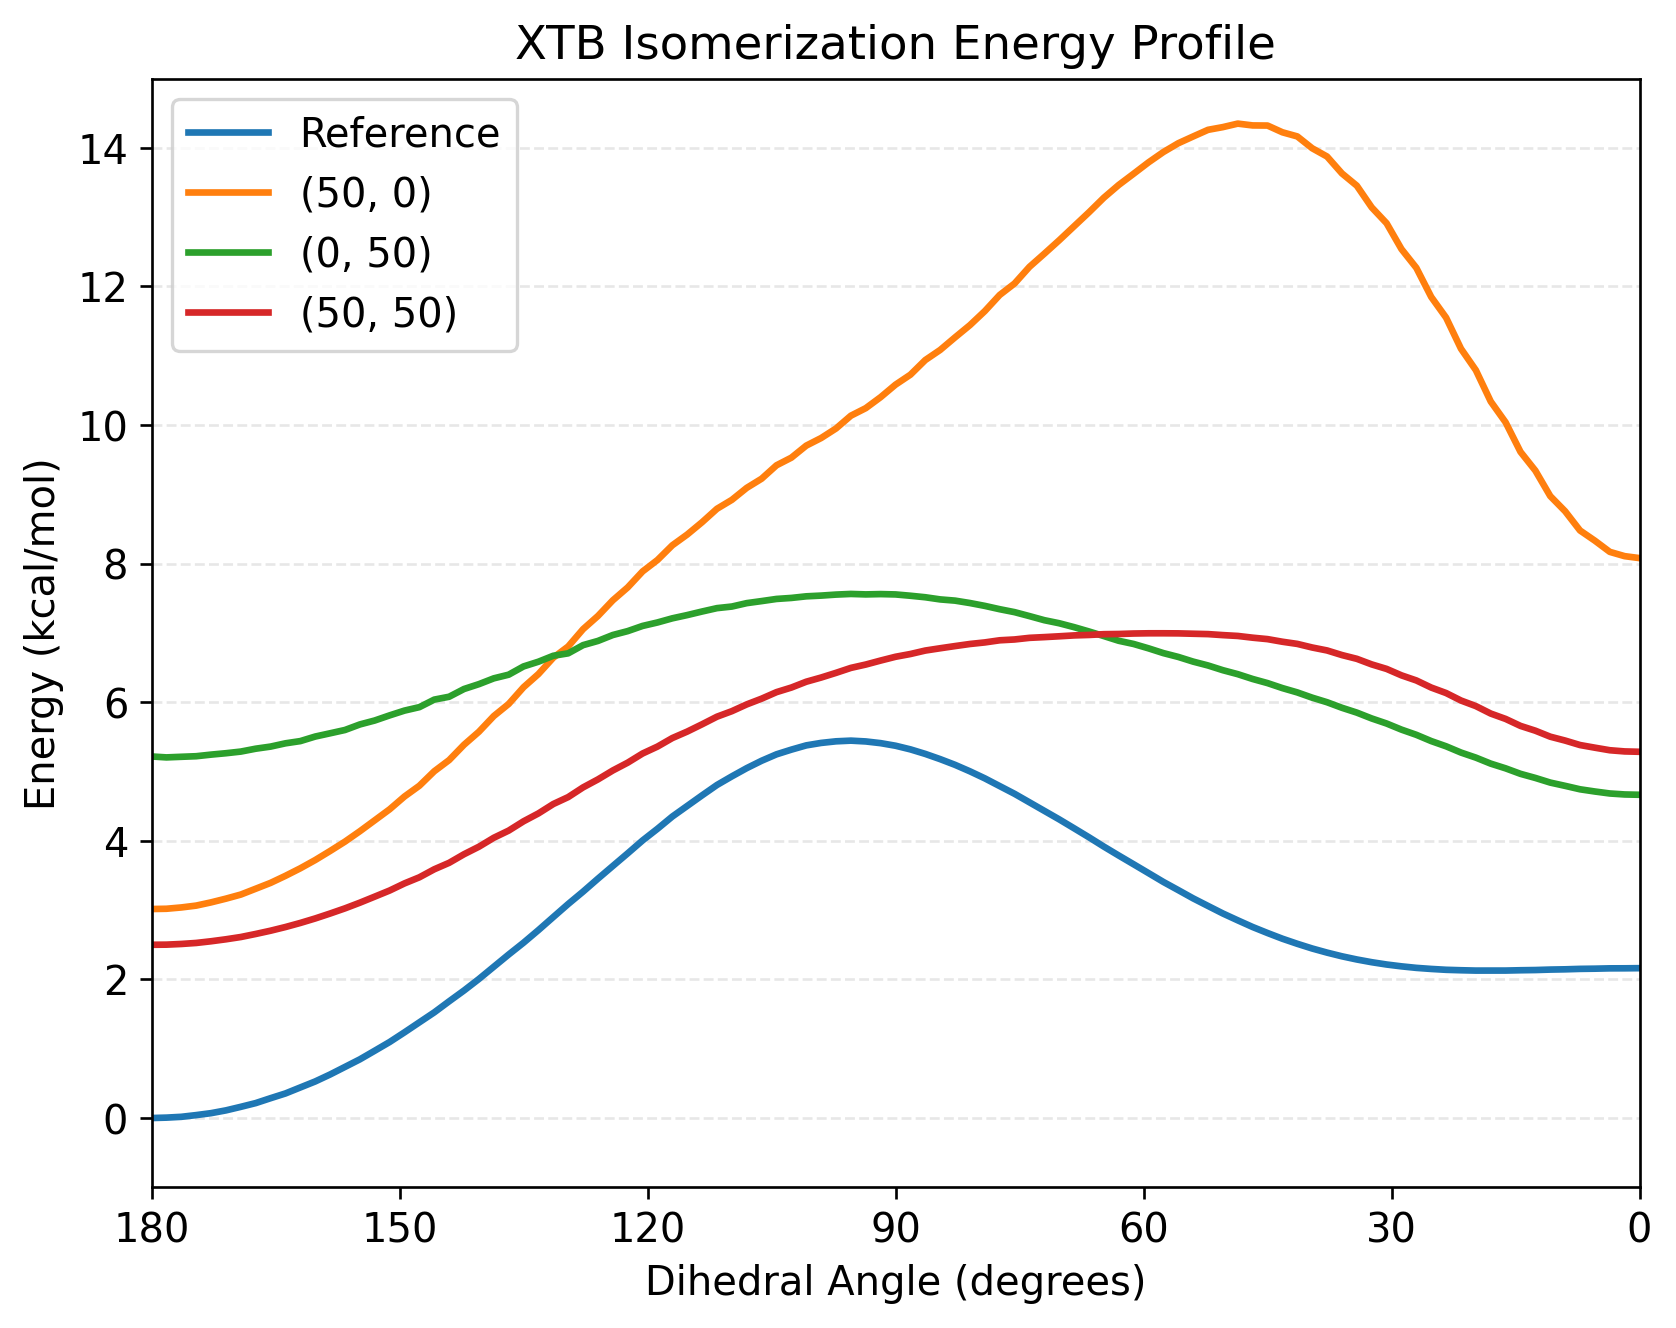 XTB Isomerization Energy Profile
Reference
(50, 0)
(0, 50)
(50, 50)
Energy (kcal/mol)
14
12
10
8
6
4
2
0
180 150 120 90 60 30 0
Dihedral Angle (degrees)